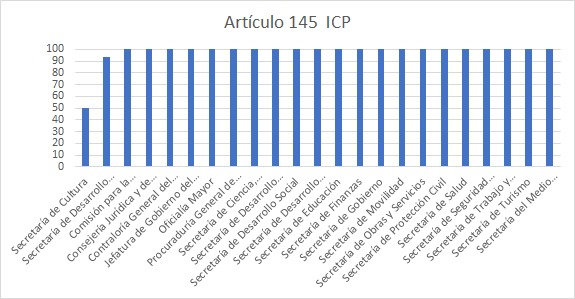 Artículo 145  ICP
100
90
80
70
60
50
40
30
20
10
0
Secretaría de Cultura
Secretaría de Desarrollo…
Comisión para la…
Consejería Jurídica y de…
Contraloría General del…
Jefatura de Gobierno del…
Oficialía Mayor
Procuraduría General de…
Secretaría de Ciencia,…
Secretaría de Desarrollo…
Secretaría de Desarrollo Social
Secretaría de Desarrollo…
Secretaría de Educación
Secretaría de Finanzas
Secretaría de Gobierno
Secretaría de Movilidad
Secretaría de Obras y Servicios
Secretaría de Protección Civil
Secretaría de Salud
Secretaría de Seguridad…
Secretaría de Trabajo y…
Secretaría de Turismo
Secretaría del Medio…